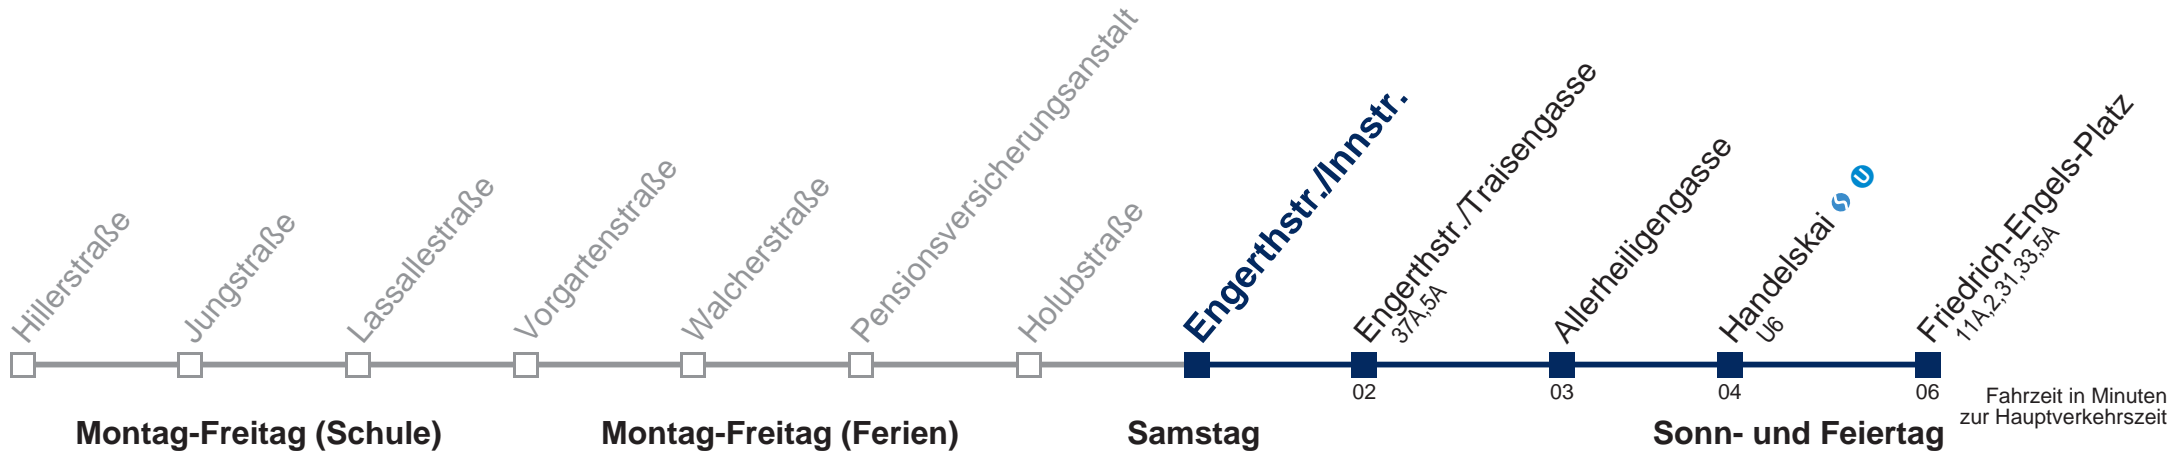 Hillerstraße
Jungstraße
Lassallestraße
Vorgartenstraße
Walcherstraße
Pensionsversicherungsanstalt
Holubstraße
Engerthstr./Innstr.
Engerthstr./Traisengasse
37A,5A
Allerheiligengasse
Handelskai S U
U6
Friedrich-Engels-Platz
11A,2,31,33,5A
02
03
04
06
Fahrzeit in Minuten
zur Hauptverkehrszeit
Montag-Freitag (Schule)
Montag-Freitag (Ferien)
Samstag
Sonn- und Feiertag